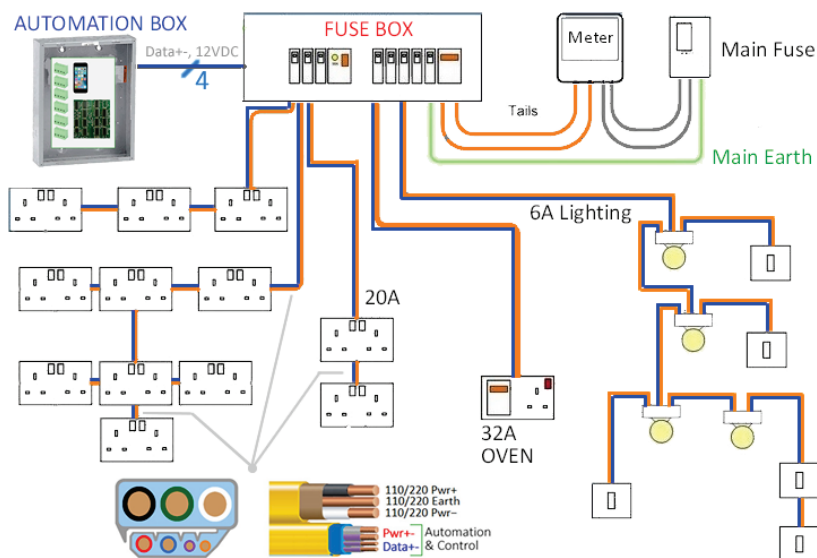 AUTOMATION BOX
Data+-, 12VDC
4
FUSE BOX
Meter
Main Fuse
Tails
Main Earth
6A Lighting
20A
32A
OVEN
110/220 Pwr+
110/220 Earth
110/220 Pwr–
Pwr+-
Data+-
Automation
& Control